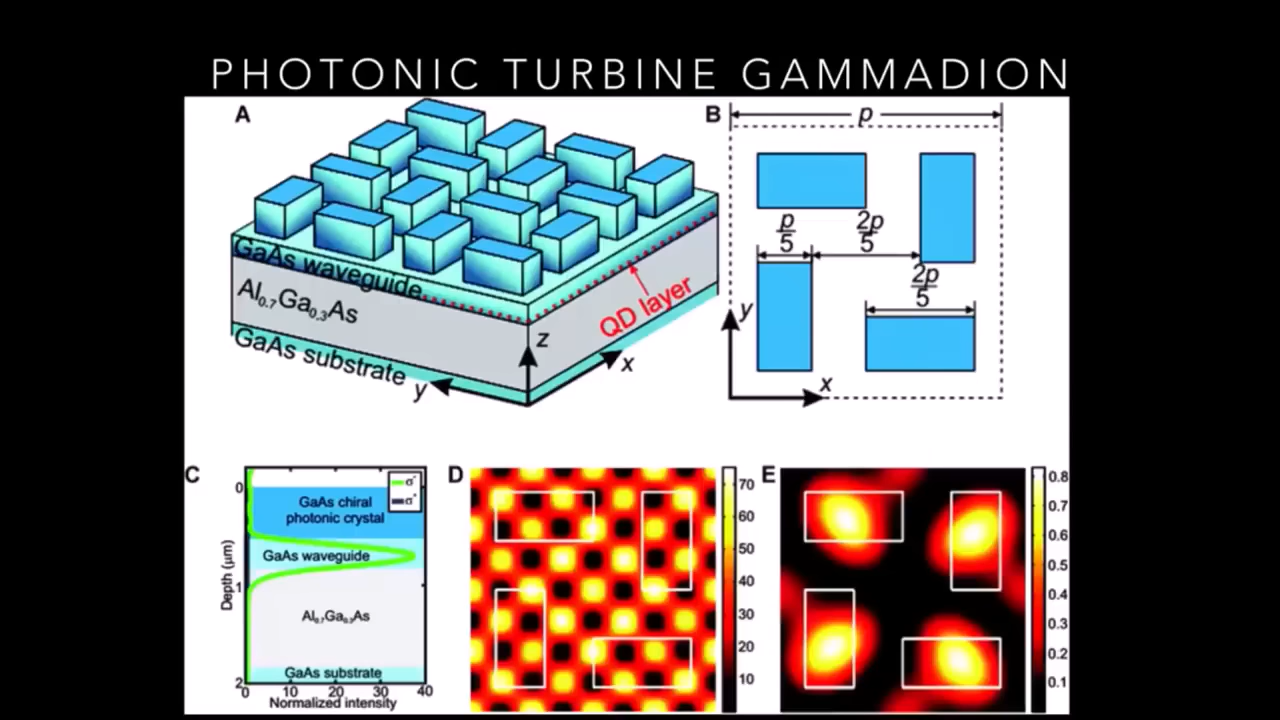 PHOTONIC TURBINE GAMMADION
A
GaAs waveguide
Al0.7Ga0.3As
GaAs substrate
QD layer
z
x
y
B
p
p
5
2p
5
2p
5
y
x
C
0
1
2
Depth (μm)
GaAs chiral
photonic crystal
GaAs waveguide
Al0.7Ga0.3As
GaAs substrate
0 10 20 30 40
Normalized intensity
D
70
60
50
40
30
20
10
E
0.8
0.7
0.6
0.5
0.4
0.3
0.2
0.1